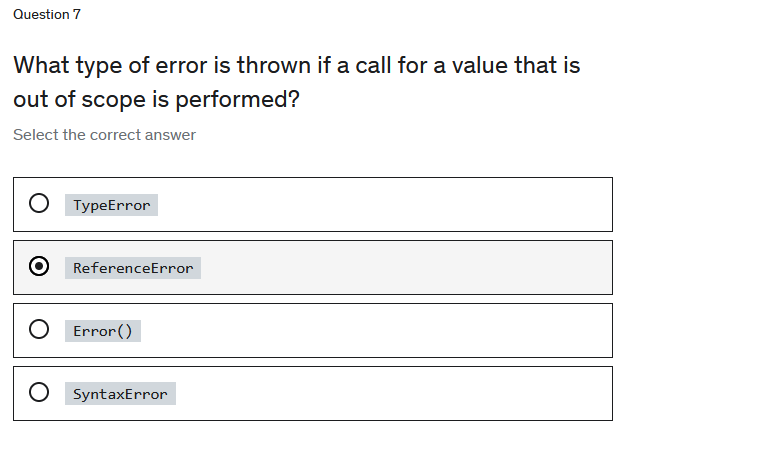 Question 7
What type of error is thrown if a call for a value that is
out of scope is performed?
Select the correct answer
TypeError
ReferenceError
Error()
SyntaxError